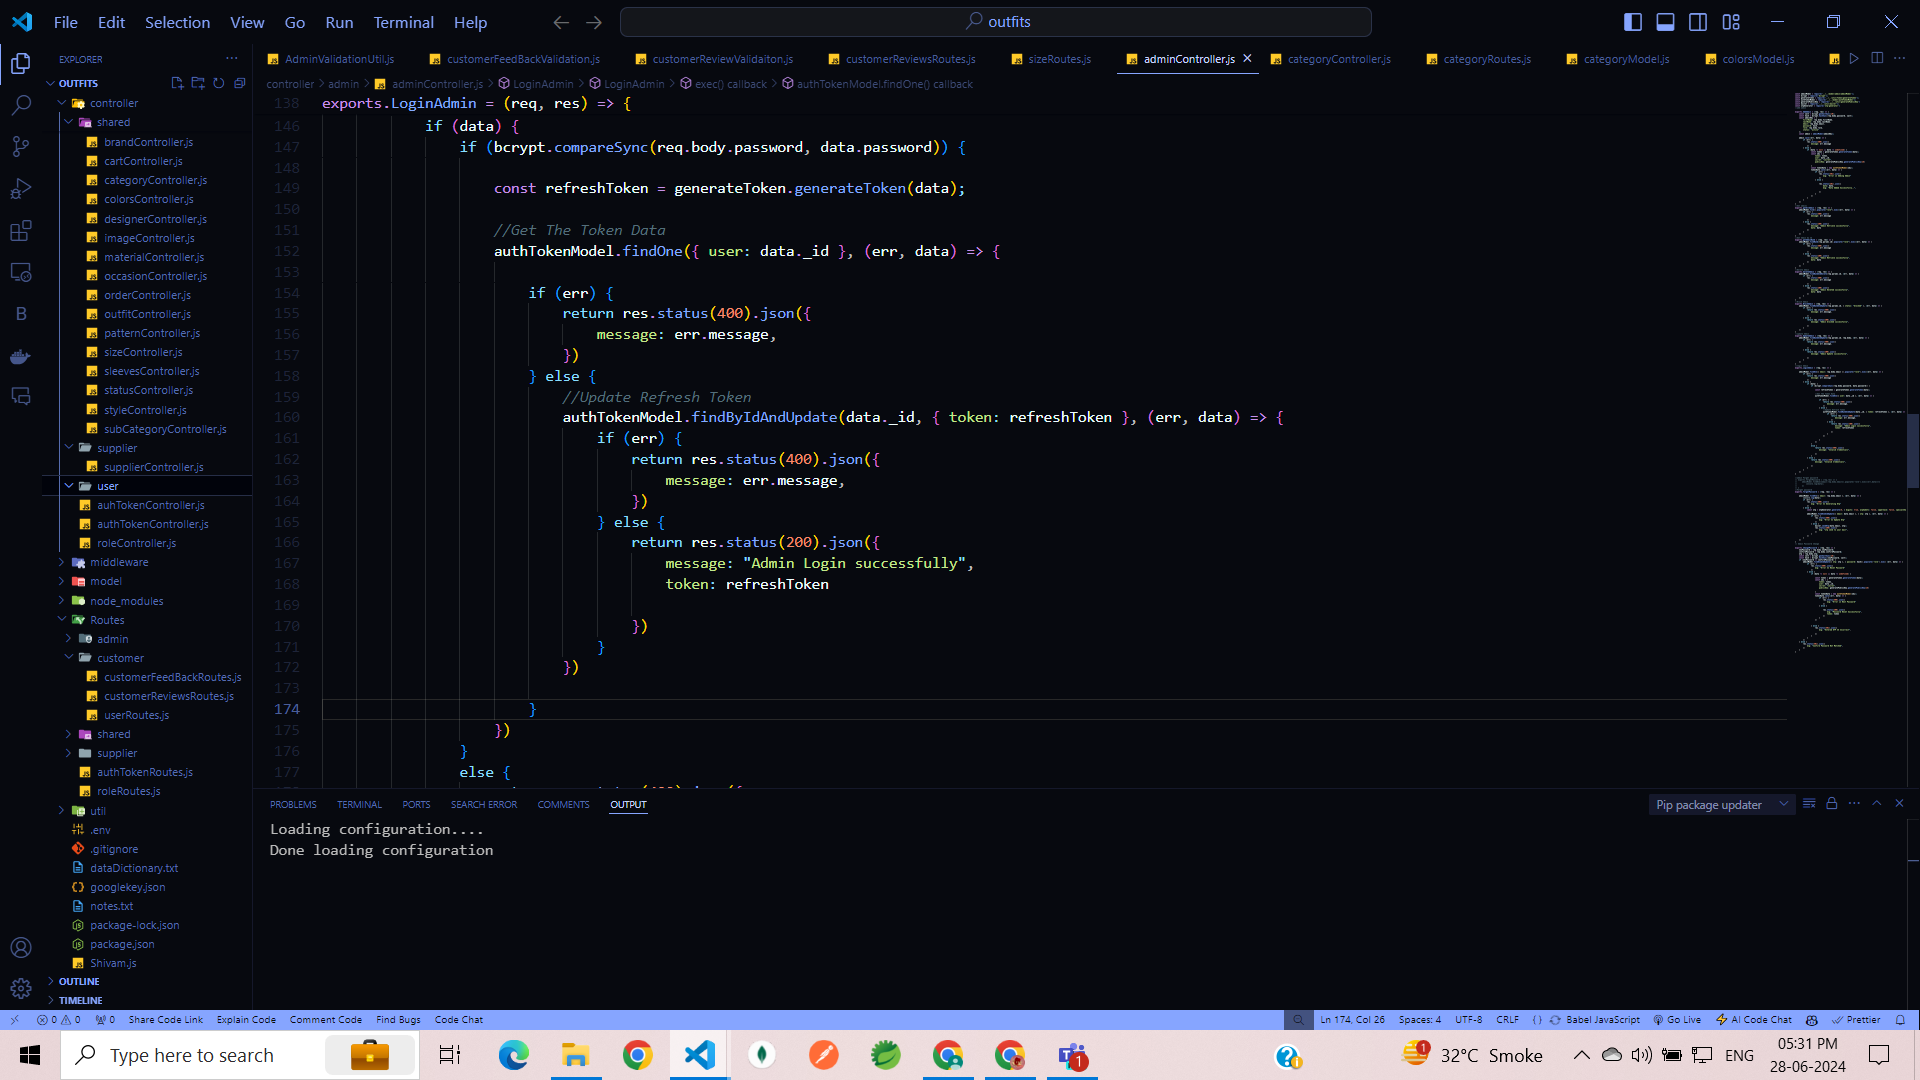 File Edit Selection View Go Run Terminal Help
outfits
EXPLORER
OUTFITS
controller
shared
brandController.js
cartController.js
categoryController.js
colorsController.js
designerController.js
imageController.js
materialController.js
occasionController.js
orderController.js
outfitController.js
patternController.js
sizeController.js
sleevesController.js
statusController.js
styleController.js
subCategoryController.js
supplier
supplierController.js
user
auhTokenController.js
authTokenController.js
roleController.js
middleware
model
node_modules
Routes
admin
customer
customerFeedBackRoutes.js
customerReviewsRoutes.js
userRoutes.js
shared
supplier
authTokenRoutes.js
roleRoutes.js
util
.env
.gitignore
dataDictionary.txt
googlekey.json
notes.txt
package-lock.json
package.json
Shivam.js
OUTLINE
TIMELINE
AdminValidationUtil.js customerFeedBackValidation.js customerReviewValidaiton.js customerReviewsRoutes.js sizeRoutes.js adminController.js categoryController.js categoryRoutes.js categoryModel.js colorsModel.js
controller > admin > adminController.js > LoginAdmin > LoginAdmin > exec() callback > authTokenModel.findOne() callback
138 exports.LoginAdmin = (req, res) => {
146 if (data) {
147 if (bcrypt.compareSync(req.body.password, data.password)) {
148
149 const refreshToken = generateToken.generateToken(data);
150
151 //Get The Token Data
152 authTokenModel.findOne({ user: data._id }, (err, data) => {
153
154 if (err) {
155 return res.status(400).json({
156 message: err.message,
157 })
158 } else {
159 //Update Refresh Token
160 authTokenModel.findByIdAndUpdate(data._id, { token: refreshToken }, (err, data) => {
161 if (err) {
162 return res.status(400).json({
163 message: err.message,
164 })
165 } else {
166 return res.status(200).json({
167 message: "Admin Login successfully",
168 token: refreshToken
169
170 })
171 }
172 })
173
174 }
175 })
176 }
177 else {
PROBLEMS TERMINAL PORTS SEARCH ERROR COMMENTS OUTPUT
Pip package updater
Loading configuration....
Done loading configuration
0 0 0 Share Code Link Explain Code Comment Code Find Bugs Code Chat
Ln 174, Col 26 Spaces: 4 UTF-8 CRLF {} Babel JavaScript Go Live AI Code Chat Prettier
Type here to search
1
1
32°C Smoke
ENG
05:31 PM
28-06-2024